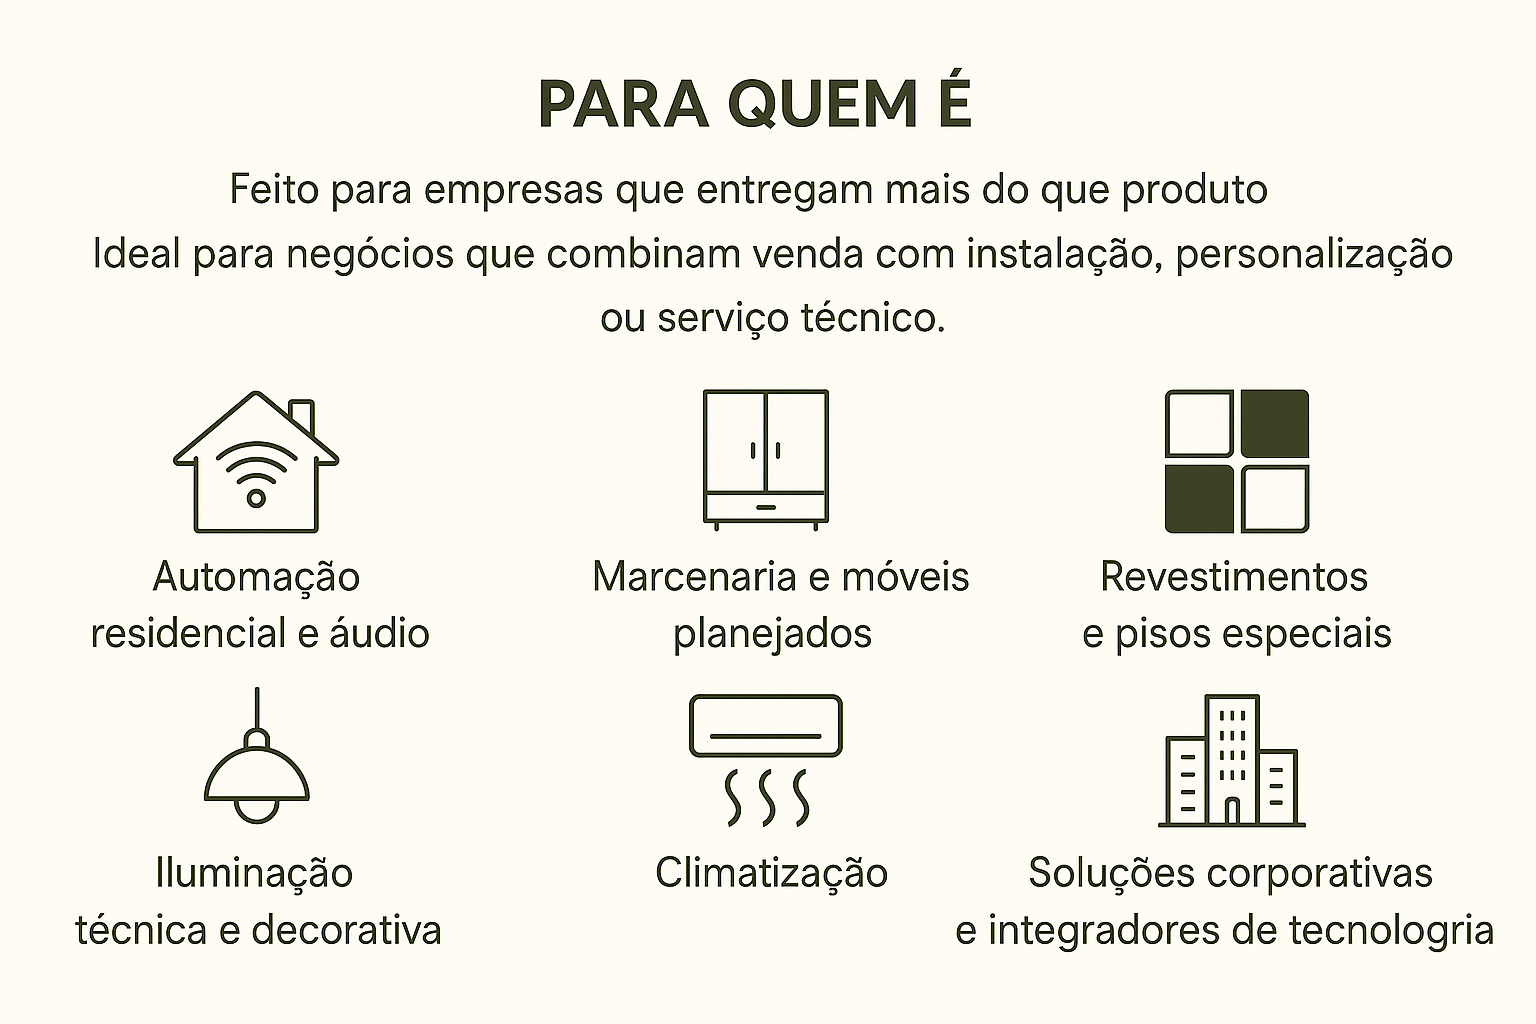 PARA QUEM É
Feito para empresas que entregam mais do que produto
Ideal para negócios que combinam venda com instalação, personalização
ou serviço técnico.
Automação
residencial e áudio
Marcenaria e móveis
planejados
Revestimentos
e pisos especiais
Iluminação
técnica e decorativa
Climatização
Soluções corporativas
e integradores de tecnologria